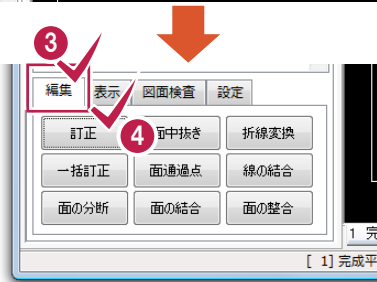 3
編集 表示 図面検査 設定
訂正 4 面中抜き 折線変換
一括訂正 面通過点 線の結合
面の分断 面の結合 面の整合
1 完
[ 1] 完成平